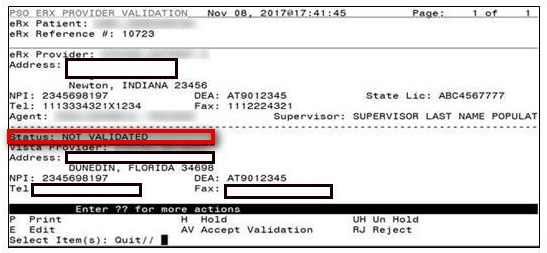 PSO ERX PROVIDER VALIDATION Nov 08, 2017@17:41:45 Page: 1 of 1
eRx Patient:
eRx Reference #: 10723
eRx Provider:
Address:
Newton, INDIANA 23456
NPI: 2345698197 DEA: AT9012345 State Lic: ABC4567777
Tel: 1113334321X1234 Fax: 1112224321
Agent: Supervisor: SUPERVISOR LAST NAME POPULAT
Status: NOT VALIDATED
Vista Provider:
Address:
DUNEDIN, FLORIDA 34698
NPI: 2345698197 DEA: AT9012345
Tel Fax:
Enter ?? for more actions
P Print H Hold UH Un Hold
E Edit AV Accept Validation RJ Reject
Select Item(s): Quit//